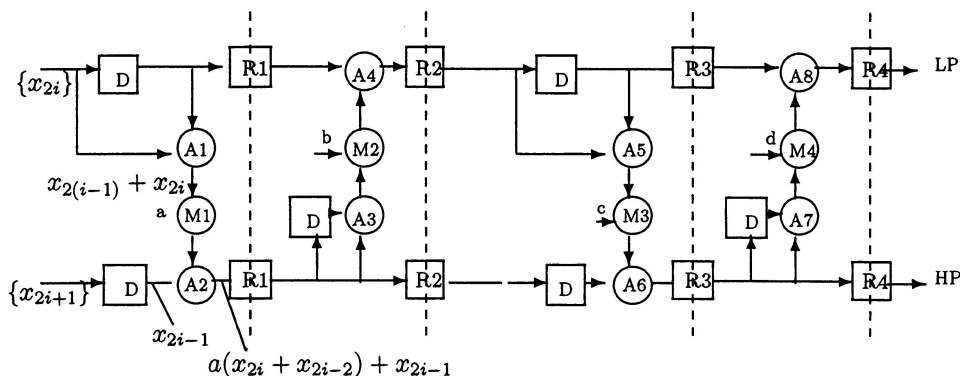 D R1 A4 R2 D R3 A8 R4 LP
{x_{2i}}
b d
A1 M2 A5 M4
x_{2(i-1)} + x_{2i}
a M1 D A3 c M3 D A7
D A2 R1 R2 D A6 R3 R4 HP
{x_{2i+1}}
x_{2i-1}
a(x_{2i} + x_{2i-2}) + x_{2i-1}